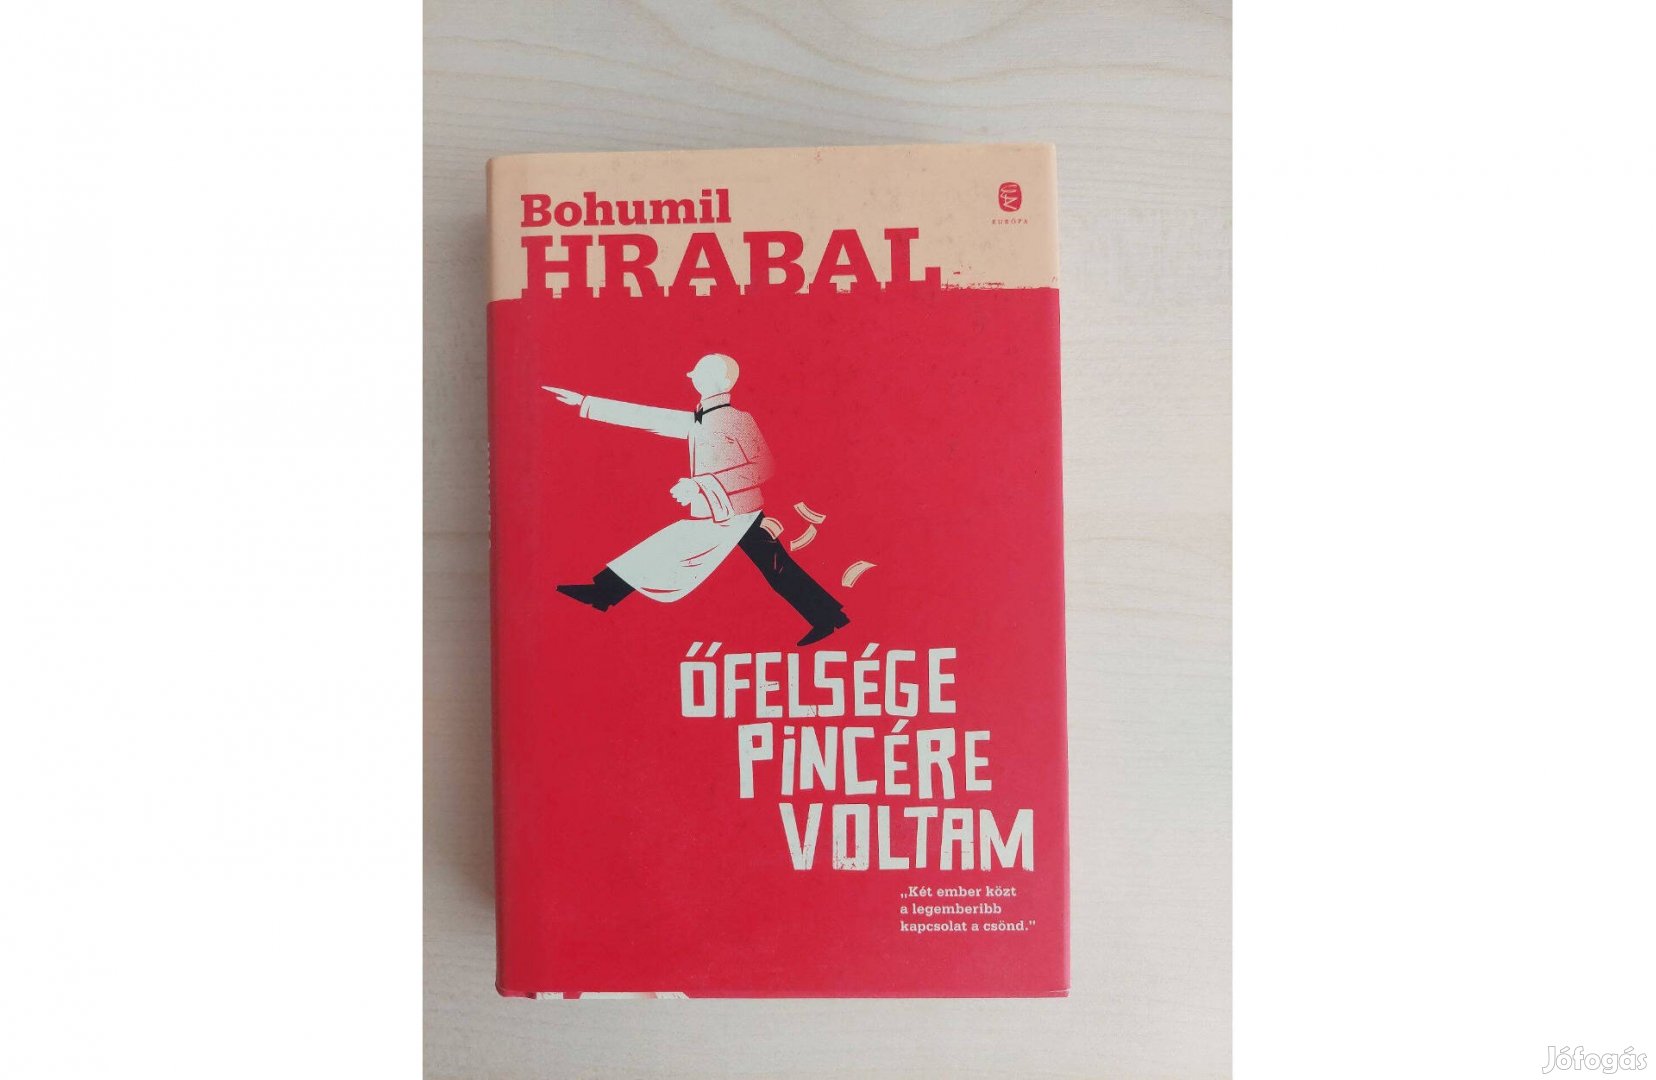 Bohumil
HRABAL
EURÓPA
ŐFELSÉGE
PiNCÉRE
VOLTAM
„Két ember közt
a legemberibb
kapcsolat a csönd."
Jófogás